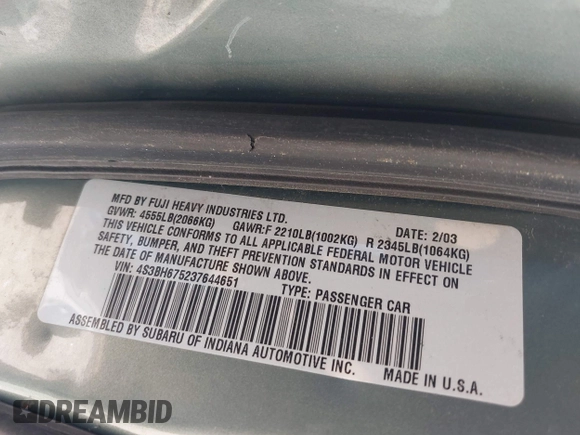 MFD BY FUJI HEAVY INDUSTRIES LTD. DATE: 2/03
GVWR: 4555LB(2066KG) GAWR:F 2210LB(1002KG) R 2345LB(1064KG)
THIS VEHICLE CONFORMS TO ALL APPLICABLE FEDERAL MOTOR VEHICLE
SAFETY, BUMPER, AND THEFT PREVENTION STANDARDS IN EFFECT ON
THE DATE OF MANUFACTURE SHOWN ABOVE.
VIN: 4S3BH675237644651 TYPE: PASSENGER CAR
ASSEMBLED BY SUBARU OF INDIANA AUTOMOTIVE INC. MADE IN U.S.A.
DREAMBID